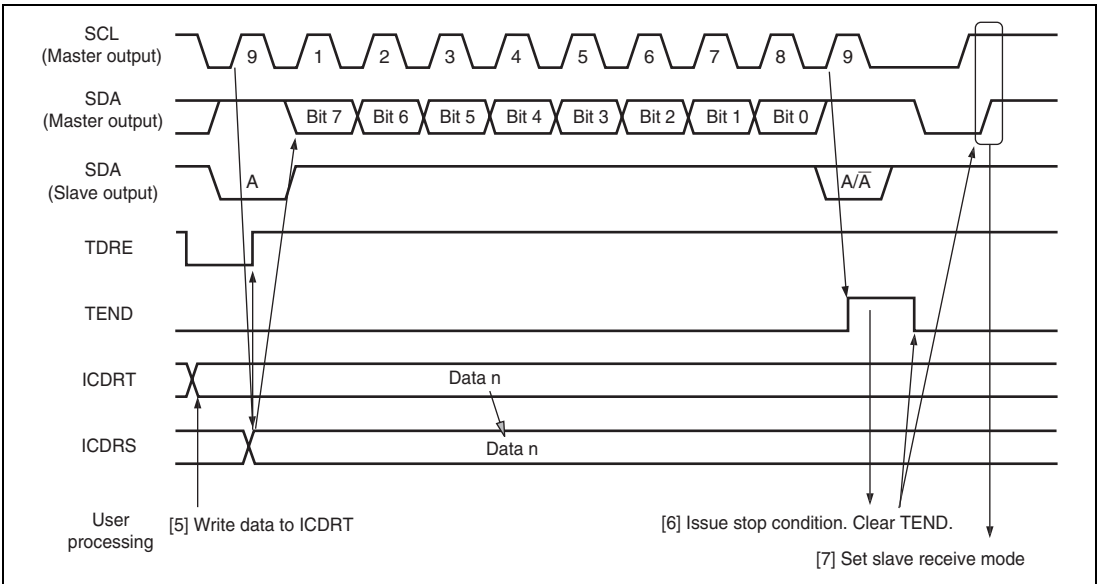 SCL
(Master output)
9 1 2 3 4 5 6 7 8 9
SDA
(Master output)
Bit 7 Bit 6 Bit 5 Bit 4 Bit 3 Bit 2 Bit 1 Bit 0
SDA
(Slave output)
A A/A̅
TDRE
TEND
ICDRT
Data n
ICDRS
Data n
User
processing
[5] Write data to ICDRT
[6] Issue stop condition. Clear TEND.
[7] Set slave receive mode